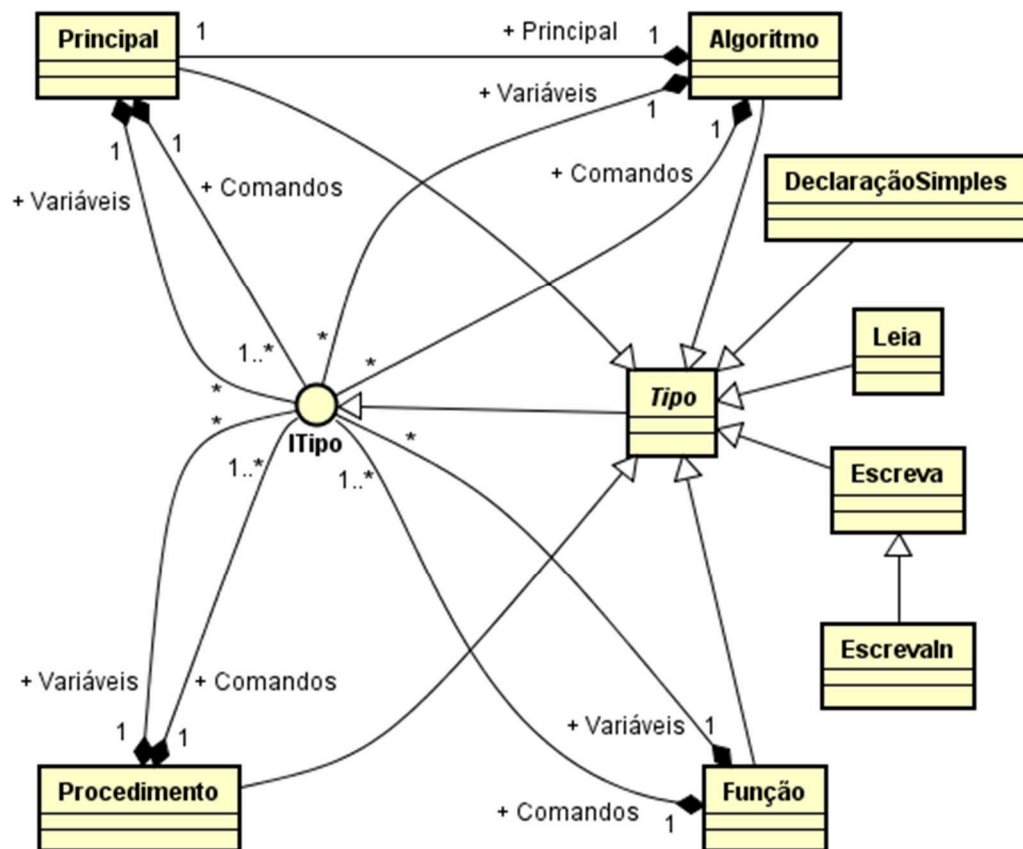 Principal
1
+ Principal
1
Algoritmo
+ Variáveis
1
1
+ Comandos
1
1
+ Variáveis
+ Comandos
DeclaraçãoSimples
Leia
*
*
1..*
Tipo
*
*
*
ITipo
1..*
1..*
Escreva
Escrevaln
+ Variáveis
+ Comandos
1
1
+ Variáveis
1
Procedimento
Função
+ Comandos
1